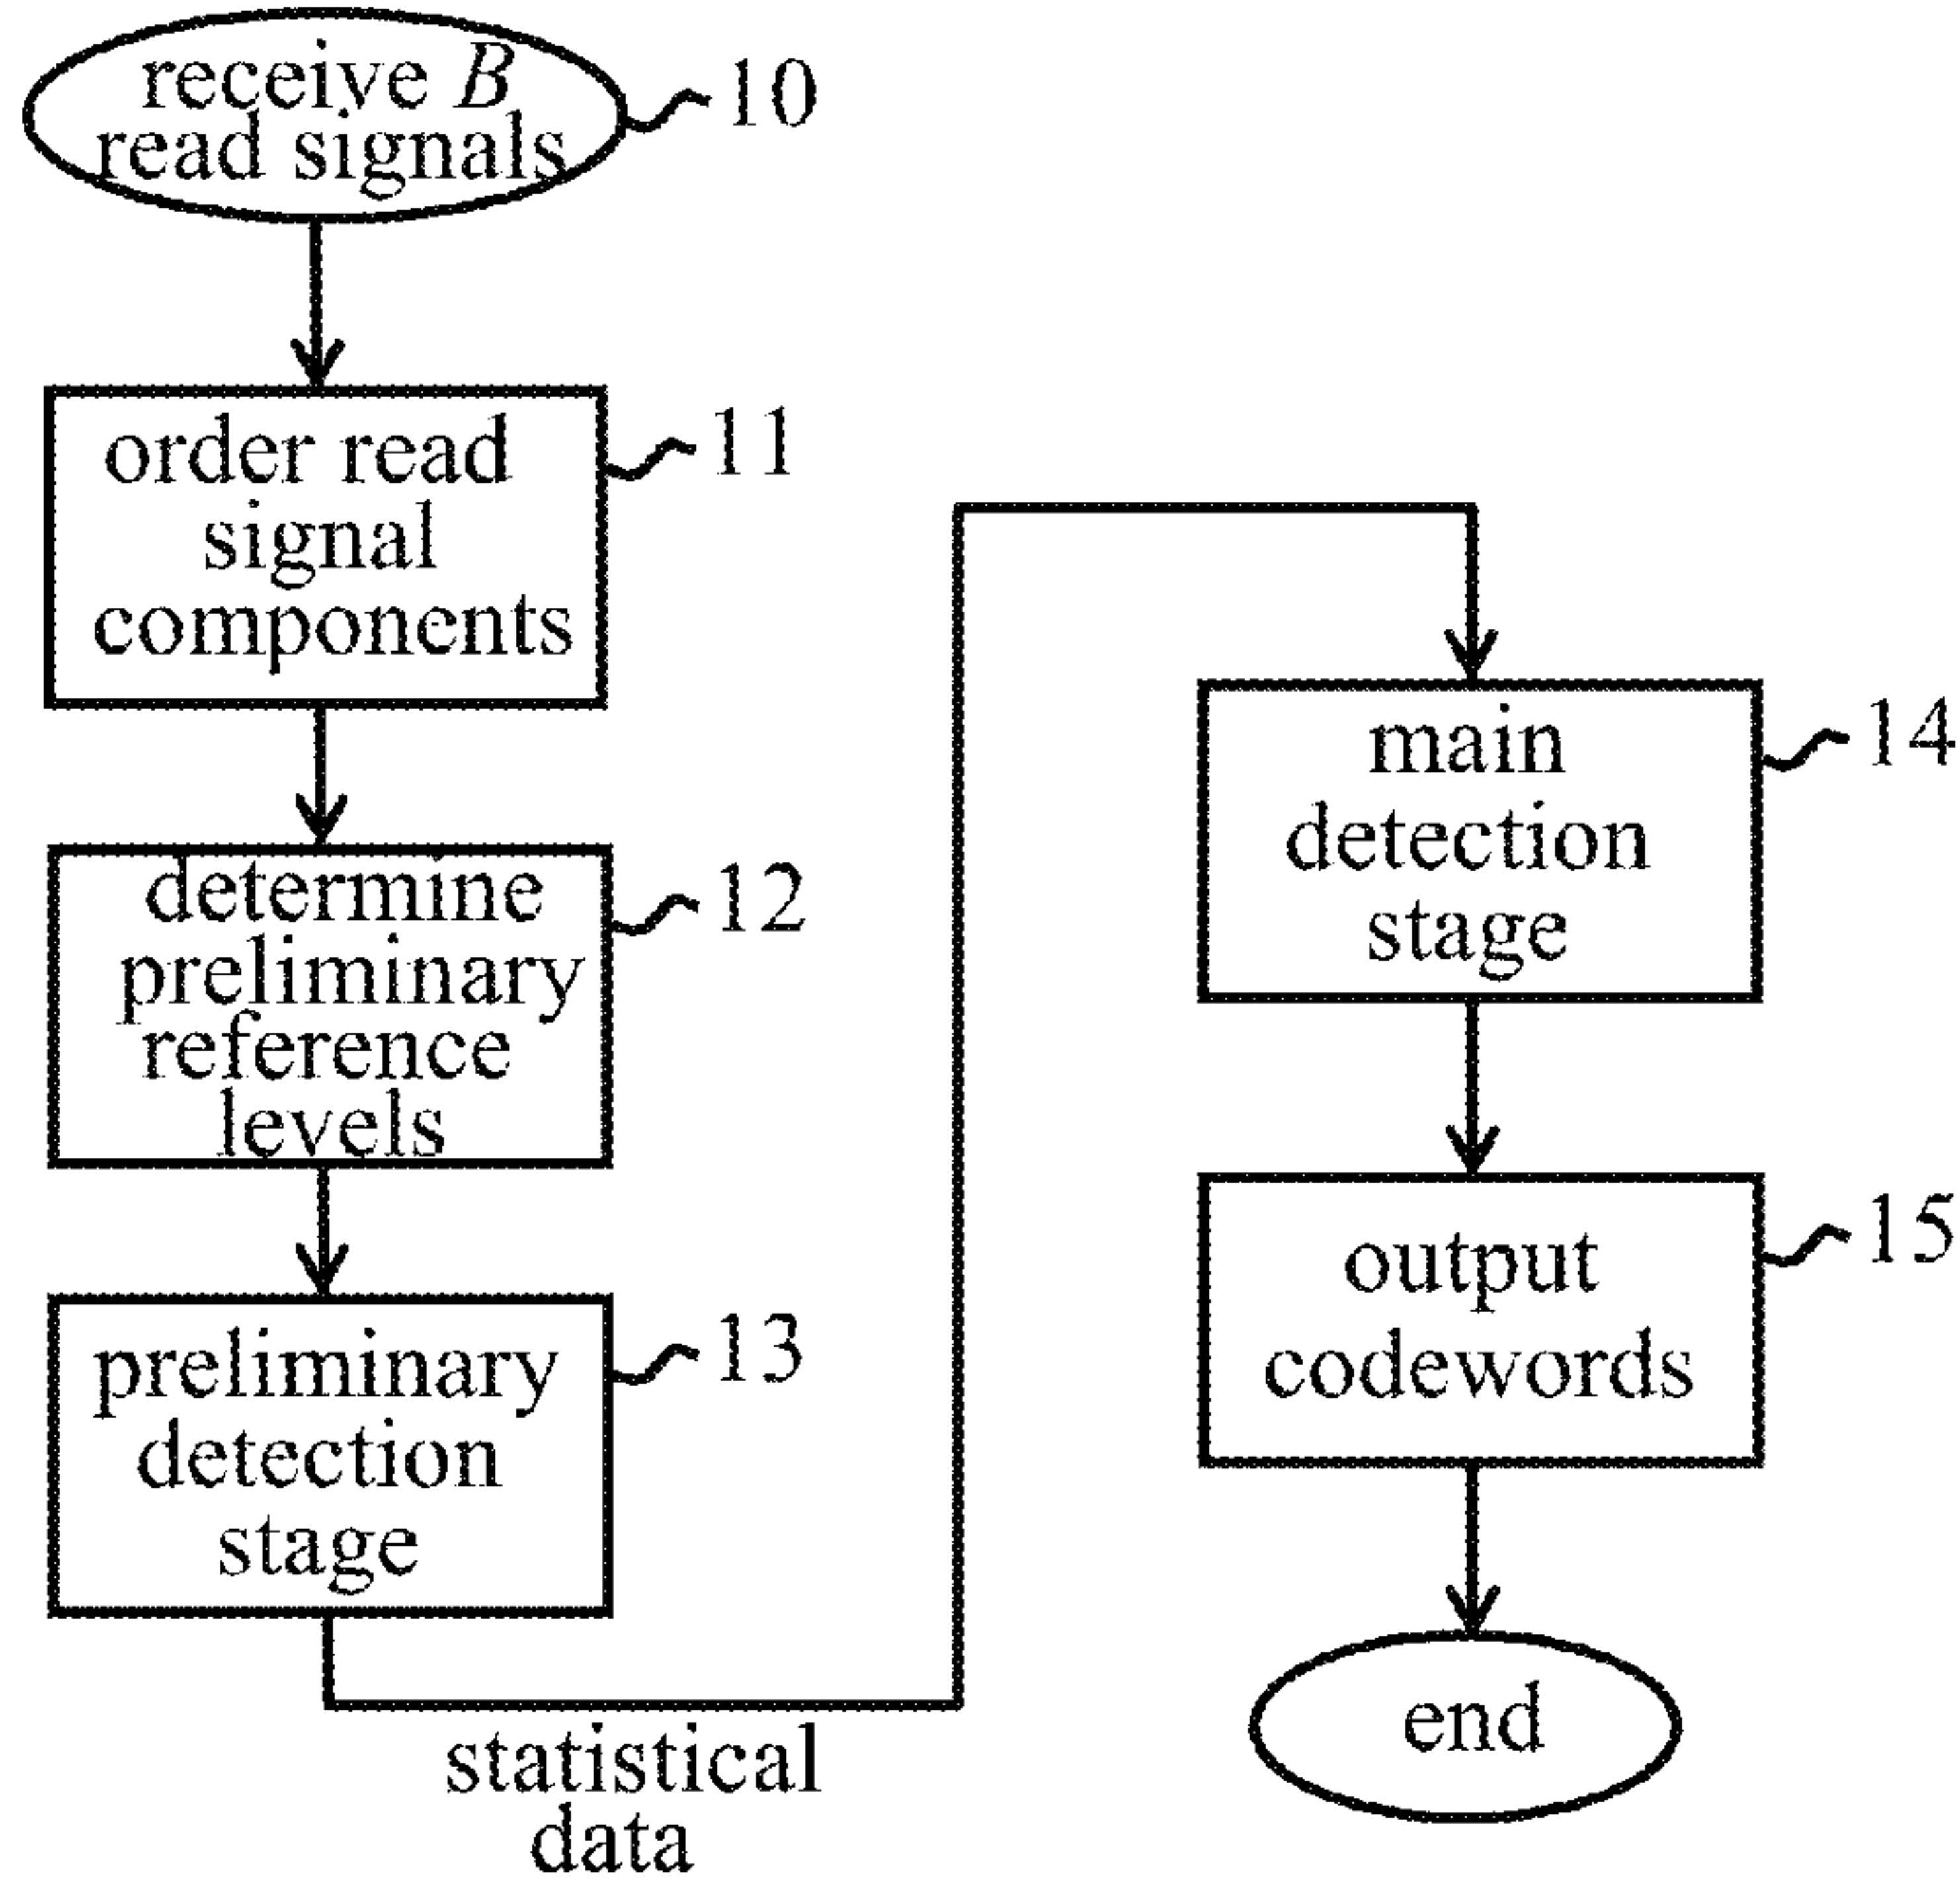 receive B
read signals
10
order read
signal
components
11
determine
preliminary
reference
levels
12
preliminary
detection
stage
13
statistical
data
main
detection
stage
14
output
codewords
15
end